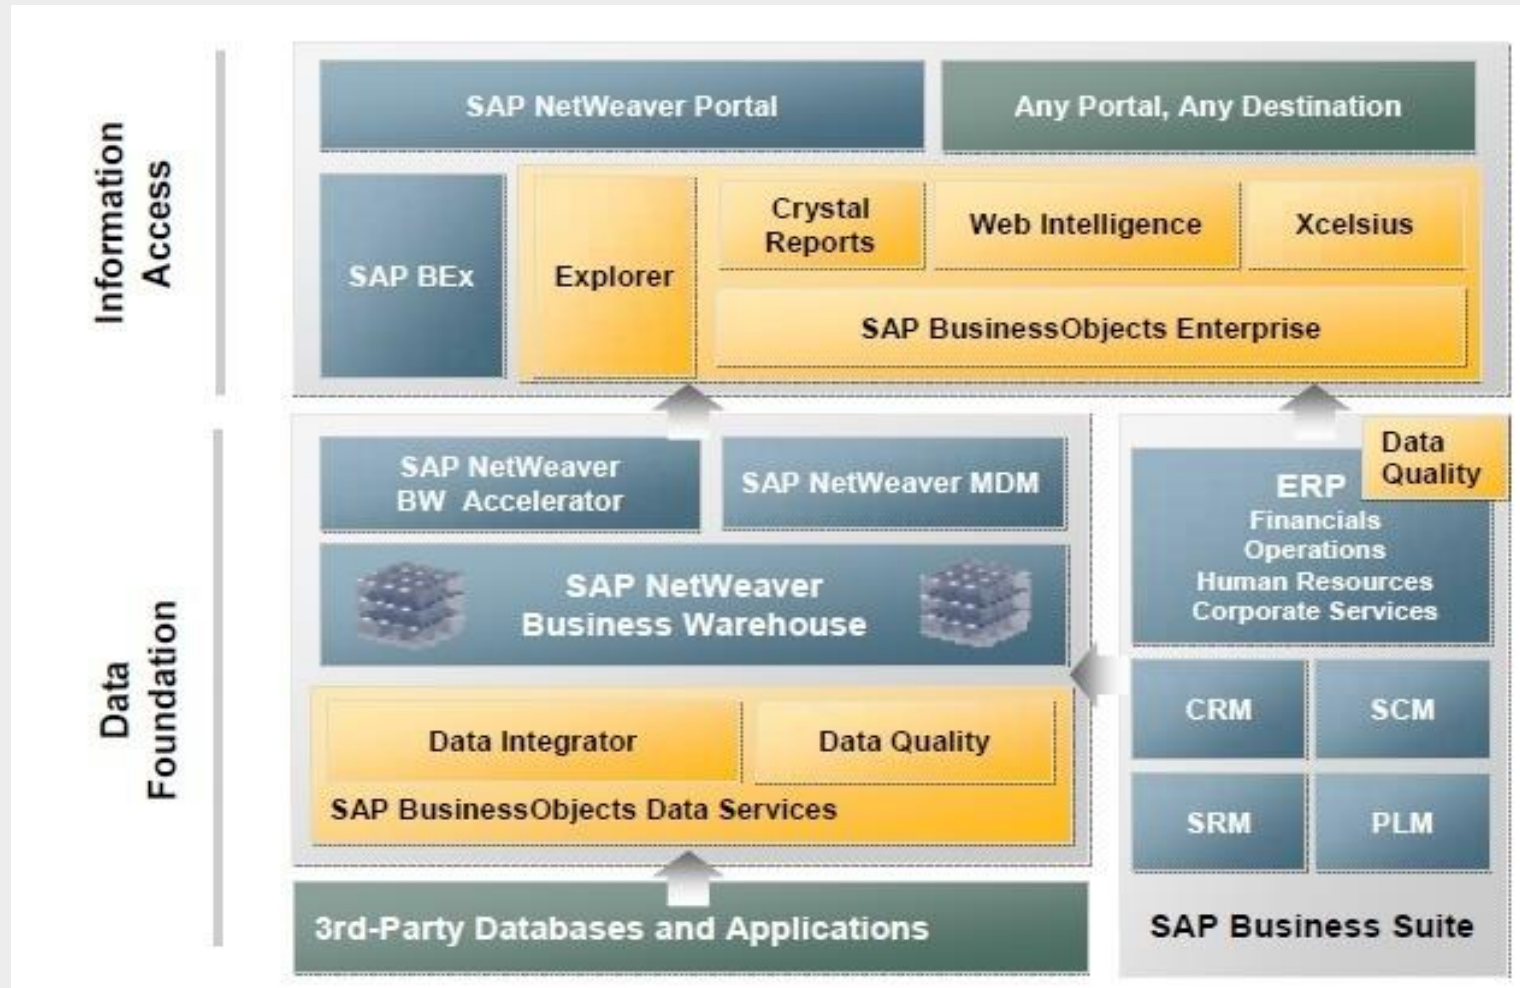 Information
Access
SAP NetWeaver Portal
Any Portal, Any Destination
SAP BEx
Explorer
Crystal
Reports
Web Intelligence
Xcelsius
SAP BusinessObjects Enterprise
Data
Foundation
SAP NetWeaver
BW Accelerator
SAP NetWeaver MDM
SAP NetWeaver
Business Warehouse
Data Integrator
Data Quality
SAP BusinessObjects Data Services
3rd-Party Databases and Applications
Data
Quality
ERP
Financials
Operations
Human Resources
Corporate Services
CRM
SCM
SRM
PLM
SAP Business Suite